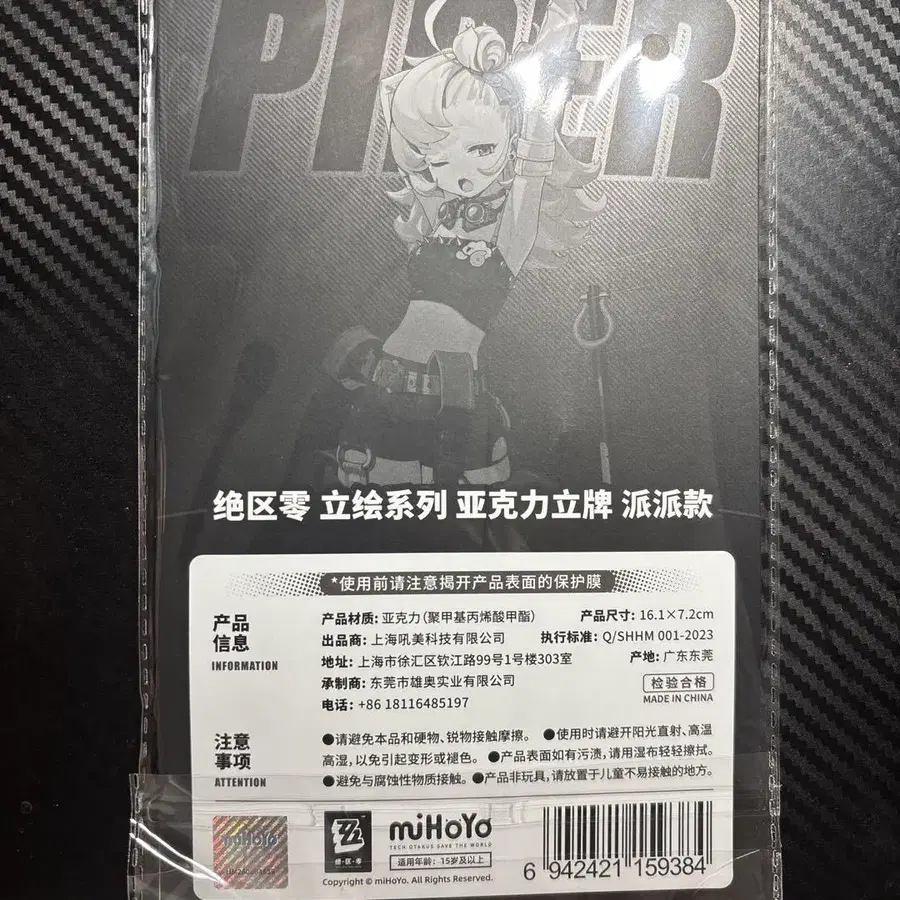 PIPER
绝区零 立绘系列 亚克力立牌 派派款
*使用前请注意揭开产品表面的保护膜
产品信息
INFORMATION
产品材质: 亚克力(聚甲基丙烯酸甲酯) 产品尺寸: 16.1×7.2cm
出品商: 上海吼美科技有限公司 执行标准: Q/SHHM 001-2023
地址: 上海市徐汇区钦江路99号1号楼303室 产地: 广东东莞
承制商: 东莞市雄奥实业有限公司 检验合格
电话: +86 18116485197 MADE IN CHINA
注意事项
ATTENTION
●请避免本品和硬物、锐物接触摩擦。 ●使用时请避开阳光直射、高温
高湿,以免引起变形或褪色。 ●产品表面如有污渍,请用湿布轻轻擦拭。
●避免与腐蚀性物质接触。 ●产品非玩具,请放置于儿童不易接触的地方。
miHoYo
绝·区·零
miHoYo
TECH OTAKUS SAVE THE WORLD
适用年龄: 15岁及以上
Copyright © miHoYo. All Rights Reserved.
6 942421 159384